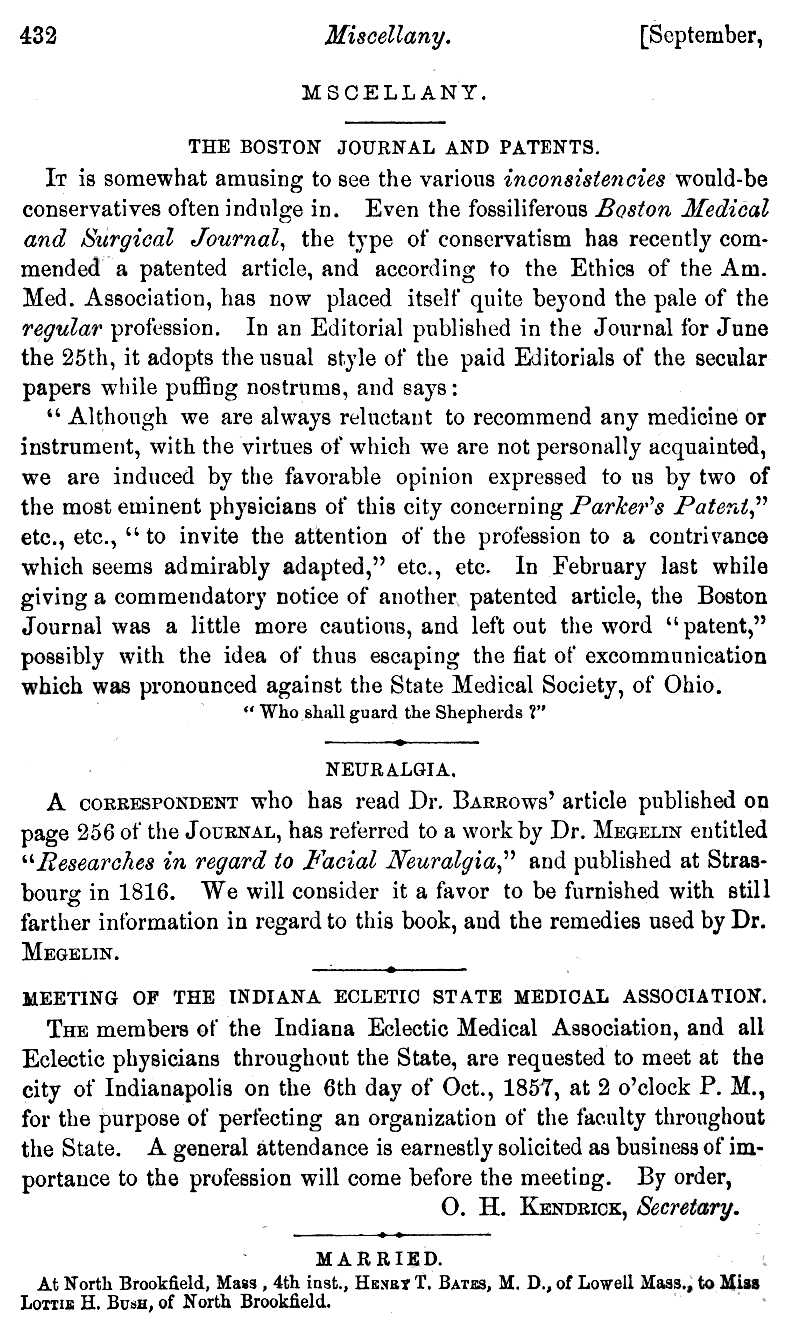 432 Miscellany. [September,
MSCELLANY.
THE BOSTON JOURNAL AND PATENTS.
IT is somewhat amusing to see the various inconsistencies would-be
conservatives often indulge in. Even the fossiliferous Boston Medical
and Surgical Journal, the type of conservatism has recently com-
mended a patented article, and according to the Ethics of the Am.
Med. Association, has now placed itself quite beyond the pale of the
regular profession. In an Editorial published in the Journal for June
the 25th, it adopts the usual style of the paid Editorials of the secular
papers while puffing nostrums, and says:
“Although we are always reluctant to recommend any medicine or
instrument, with the virtues of which we are not personally acquainted,
we are induced by the favorable opinion expressed to us by two of
the most eminent physicians of this city concerning Parker's Patent,”
etc., etc., “to invite the attention of the profession to a contrivance
which seems admirably adapted,” etc., etc. In February last while
giving a commendatory notice of another patented article, the Boston
Journal was a little more cautious, and left out the word “patent,”
possibly with the idea of thus escaping the fiat of excommunication
which was pronounced against the State Medical Society, of Ohio.
“Who shall guard the Shepherds?”
NEURALGIA.
A CORRESPONDENT who has read Dr. BARROWS' article published on
page 256 of the JOURNAL, has referred to a work by Dr. MEGELIN entitled
“Researches in regard to Facial Neuralgia,” and published at Stras-
bourg in 1816. We will consider it a favor to be furnished with still
farther information in regard to this book, and the remedies used by Dr.
MEGELIN.
MEETING OF THE INDIANA ECLETIC STATE MEDICAL ASSOCIATION.
THE members of the Indiana Eclectic Medical Association, and all
Eclectic physicians throughout the State, are requested to meet at the
city of Indianapolis on the 6th day of Oct., 1857, at 2 o'clock P. M.,
for the purpose of perfecting an organization of the faculty throughout
the State. A general attendance is earnestly solicited as business of im-
portance to the profession will come before the meeting. By order,
O. H. KENDRICK, Secretary.
MARRIED.
At North Brookfield, Mass, 4th inst., HENRY T. BATES, M. D., of Lowell Mass., to Miss
LOTTIE H. BUSH, of North Brookfield.